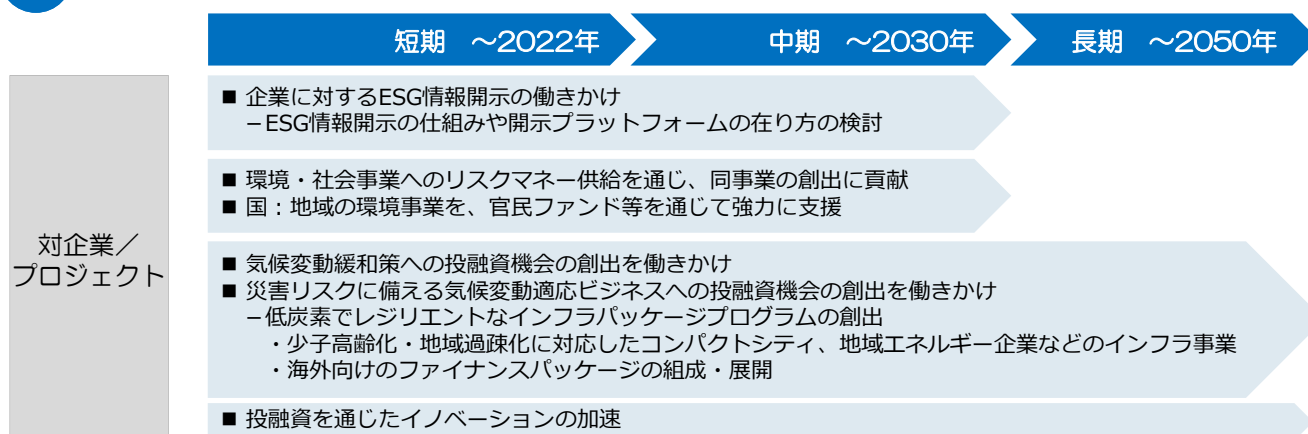 短期 ～2022年
中期 ～2030年
長期 ～2050年
対企業／
プロジェクト
■ 企業に対するESG情報開示の働きかけ
－ESG情報開示の仕組みや開示プラットフォームの在り方の検討
■ 環境・社会事業へのリスクマネー供給を通じ、同事業の創出に貢献
■ 国：地域の環境事業を、官民ファンド等を通じて強力に支援
■ 気候変動緩和策への投融資機会の創出を働きかけ
■ 災害リスクに備える気候変動適応ビジネスへの投融資機会の創出を働きかけ
－低炭素でレジリエントなインフラパッケージプログラムの創出
・少子高齢化・地域過疎化に対応したコンパクトシティ、地域エネルギー企業などのインフラ事業
・海外向けのファイナンスパッケージの組成・展開
■ 投融資を通じたイノベーションの加速